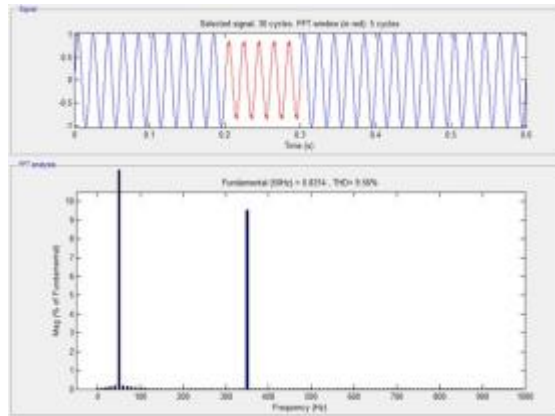 Signal
Selected signal: 30 cycles. FFT window (in red): 5 cycles
1
0.5
0
-0.5
-1
0 0.1 0.2 0.3 0.4 0.5 0.6
Time (s)
FFT analysis
Fundamental (50Hz) = 0.8314 , THD= 9.56%
10
9
8
7
6
5
4
3
2
1
0
Mag (% of Fundamental)
0 100 200 300 400 500 600 700 800 900 1000
Frequency (Hz)